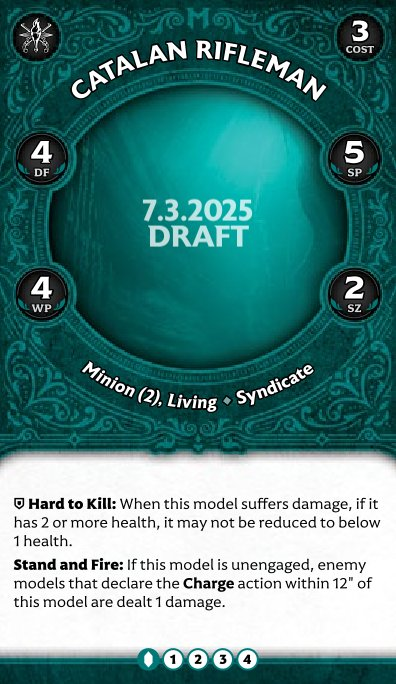 3
COST
CATALAN RIFLEMAN
4
DF
5
SP
7.3.2025
DRAFT
4
WP
2
SZ
Minion (2), Living ⬥ Syndicate
Hard to Kill: When this model suffers damage, if it
has 2 or more health, it may not be reduced to below
1 health.
Stand and Fire: If this model is unengaged, enemy
models that declare the Charge action within 12" of
this model are dealt 1 damage.
1 2 3 4